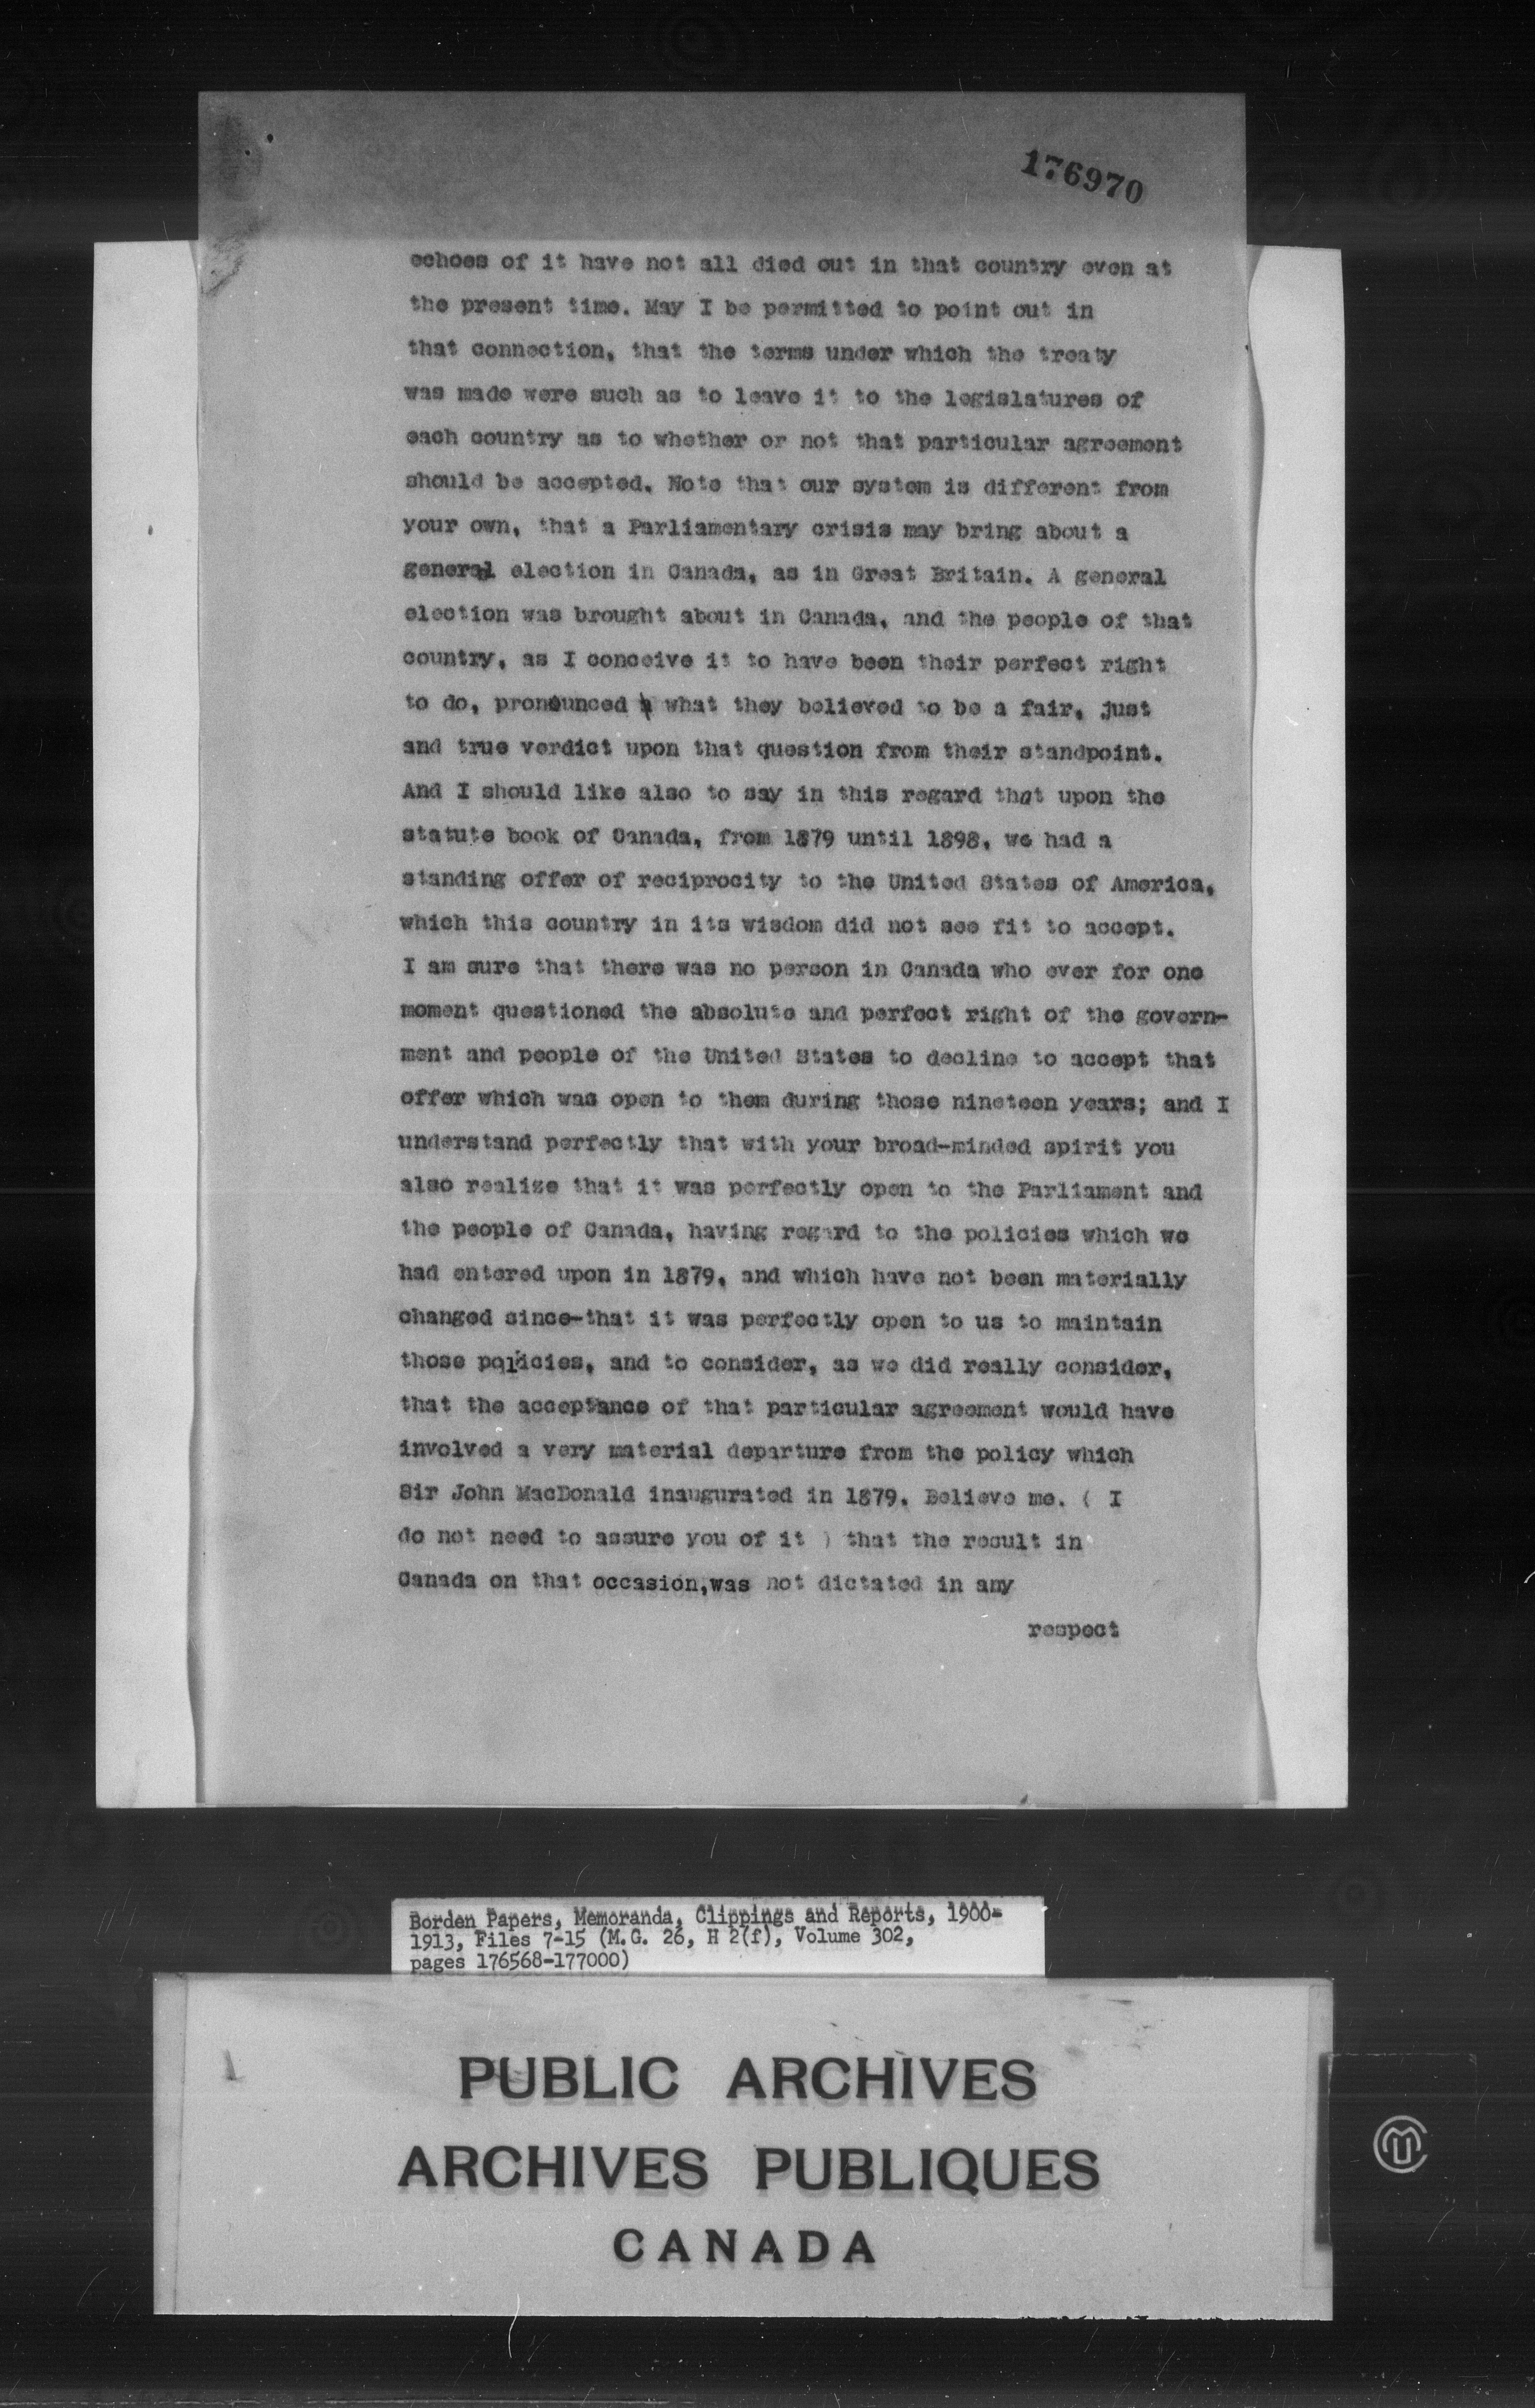 176970
echoes of it have not all died out in that country even at
the present time. May I be permitted to point out in
that connection, that the terms under which the treaty
was made were such as to leave it to the legislatures of
each country as to whether or not that particular agreement
should be accepted. Note that our system is different from
your own, that a Parliamentary crisis may bring about a
general election in Canada, as in Great Britain. A general
election was brought about in Canada, and the people of that
country, as I conceive it to have been their perfect right
to do, pronounced what they believed to be a fair, just
and true verdict upon that question from their standpoint.
And I should like also to say in this regard that upon the
statute book of Canada, from 1879 until 1898, we had a
standing offer of reciprocity to the United States of America,
which this country in its wisdom did not see fit to accept.
I am sure that there was no person in Canada who ever for one
moment questioned the absolute and perfect right of the govern-
ment and people of the United States to decline to accept that
offer which was open to them during those nineteen years; and I
understand perfectly that with your broad-minded spirit you
also realize that it was perfectly open to the Parliament and
the people of Canada, having regard to the policies which we
had entered upon in 1879, and which have not been materially
changed since-that it was perfectly open to us to maintain
those policies, and to consider, as we did really consider,
that the acceptance of that particular agreement would have
involved a very material departure from the policy which
Sir John MacDonald inaugurated in 1879. Believe me. ( I
do not need to assure you of it ) that the result in
Canada on that occasion,was not dictated in any
respect
Borden Papers, Memoranda, Clippings and Reports, 1900-
1913, Files 7-15 (M.G. 26, H 2(f), Volume 302,
pages 176568-177000)
PUBLIC ARCHIVES
ARCHIVES PUBLIQUES
CANADA